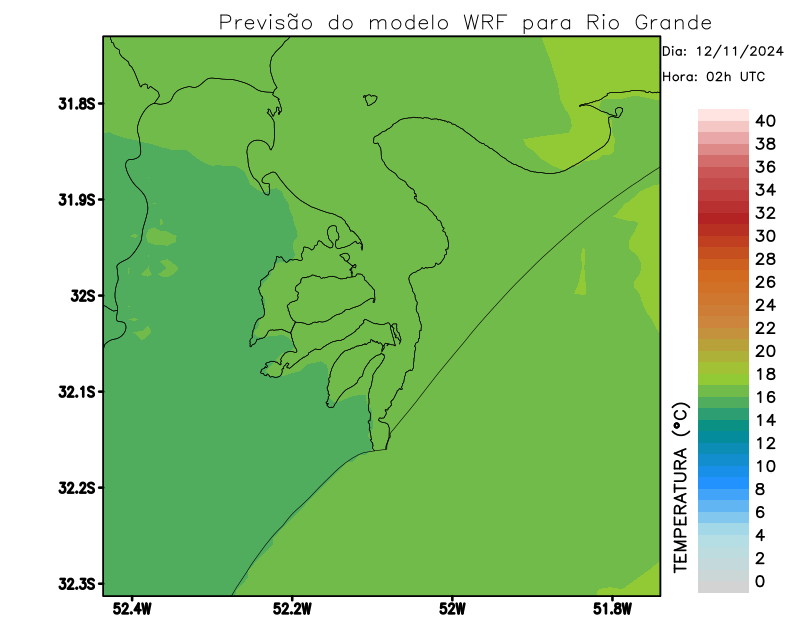 Previsão do modelo WRF para Rio Grande
Dia: 12/11/2024
Hora: 02h UTC
31.8S
31.9S
32S
32.1S
32.2S
32.3S
52.4W
52.2W
52W
51.8W
TEMPERATURA (°C)
40
38
36
34
32
30
28
26
24
22
20
18
16
14
12
10
8
6
4
2
0